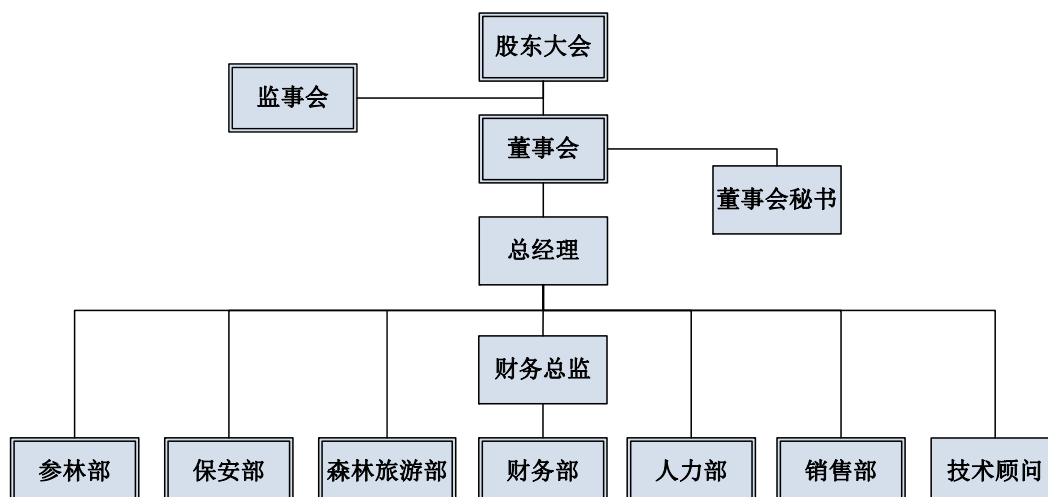 股东大会
监事会
董事会
董事会秘书
总经理
财务总监
参林部
保安部
森林旅游部
财务部
人力部
销售部
技术顾问